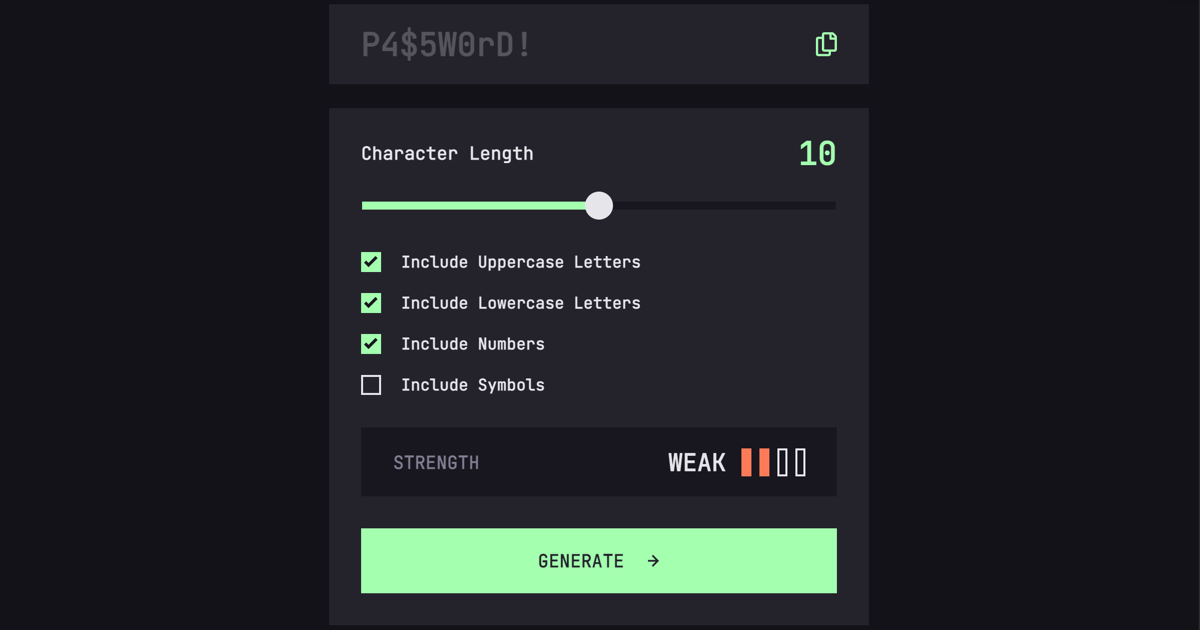 P4$5W0rD!
Character Length 10
Include Uppercase Letters
Include Lowercase Letters
Include Numbers
Include Symbols
STRENGTH WEAK
GENERATE →